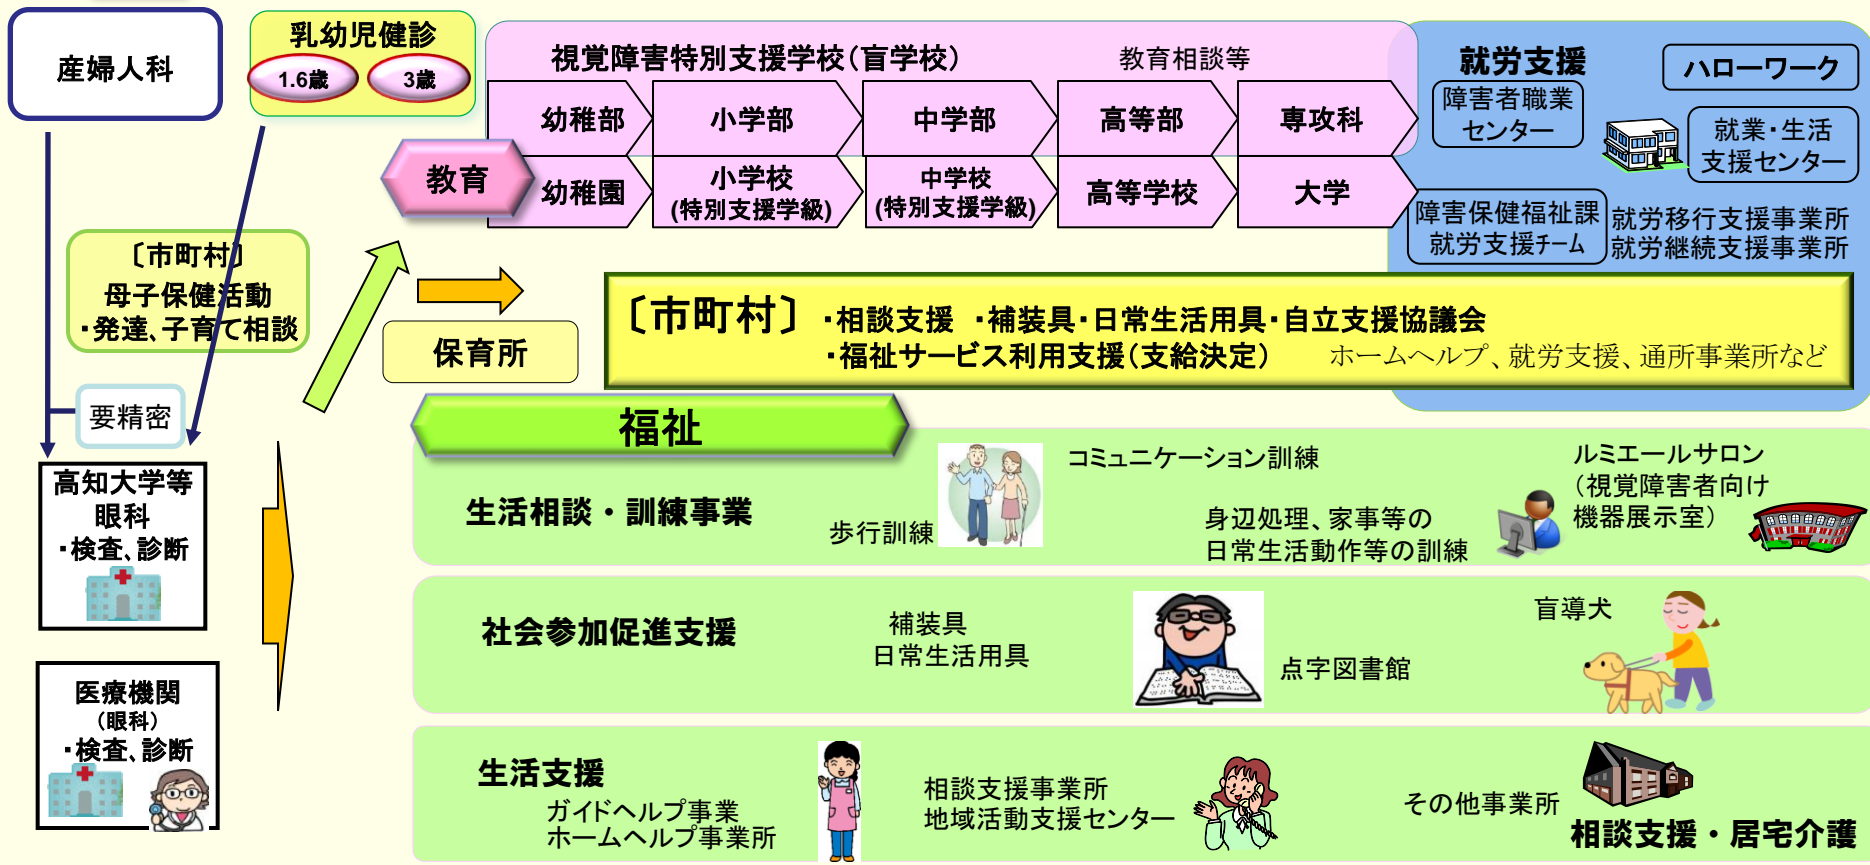 産婦人科
乳幼児健診
1.6歳
3歳
視覚障害特別支援学校(盲学校)
教育相談等
幼稚部
小学部
中学部
高等部
専攻科
教育
幼稚園
小学校
(特別支援学級)
中学校
(特別支援学級)
高等学校
大学
就労支援
ハローワーク
障害者職業
センター
就業・生活
支援センター
障害保健福祉課
就労支援チーム
就労移行支援事業所
就労継続支援事業所
〔市町村〕
母子保健活動
・発達、子育て相談
保育所
〔市町村〕
・相談支援 ・補装具・日常生活用具・自立支援協議会
・福祉サービス利用支援(支給決定) ホームヘルプ、就労支援、通所事業所など
要精密
高知大学等
眼科
・検査、診断
医療機関
(眼科)
・検査、診断
福祉
生活相談・訓練事業
歩行訓練
コミュニケーション訓練
身辺処理、家事等の
日常生活動作等の訓練
ルミエールサロン
(視覚障害者向け
機器展示室)
社会参加促進支援
補装具
日常生活用具
点字図書館
盲導犬
生活支援
ガイドヘルプ事業
ホームヘルプ事業所
相談支援事業所
地域活動支援センター
その他事業所
相談支援・居宅介護